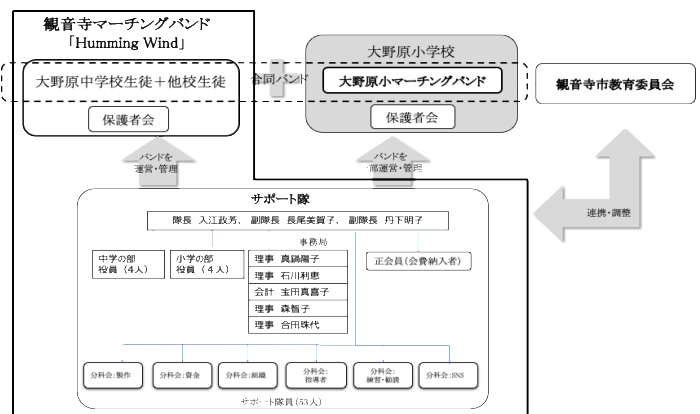 観音寺マーチングバンド
「Humming Wind」
大野原中学校生徒＋他校生徒
保護者会
合同バンド
大野原小学校
大野原小マーチングバンド
保護者会
観音寺市教育委員会
バンドを
運営・管理
バンドを
一部運営・管理
連携・調整
サポート隊
隊長 入江政芳、 副隊長 長尾美賀子、 副隊長 丹下明子
中学の部
役員（4人）
小学の部
役員（4人）
事務局
理事 真鍋陽子
理事 石川利恵
会計 宝田真喜子
理事 森智子
理事 合田珠代
正会員（会費納入者）
分科会:製作
分科会:資金
分科会:組織
分科会:
指導者
分科会:
練習・勧誘
分科会:SNS
サポート隊員（53人）